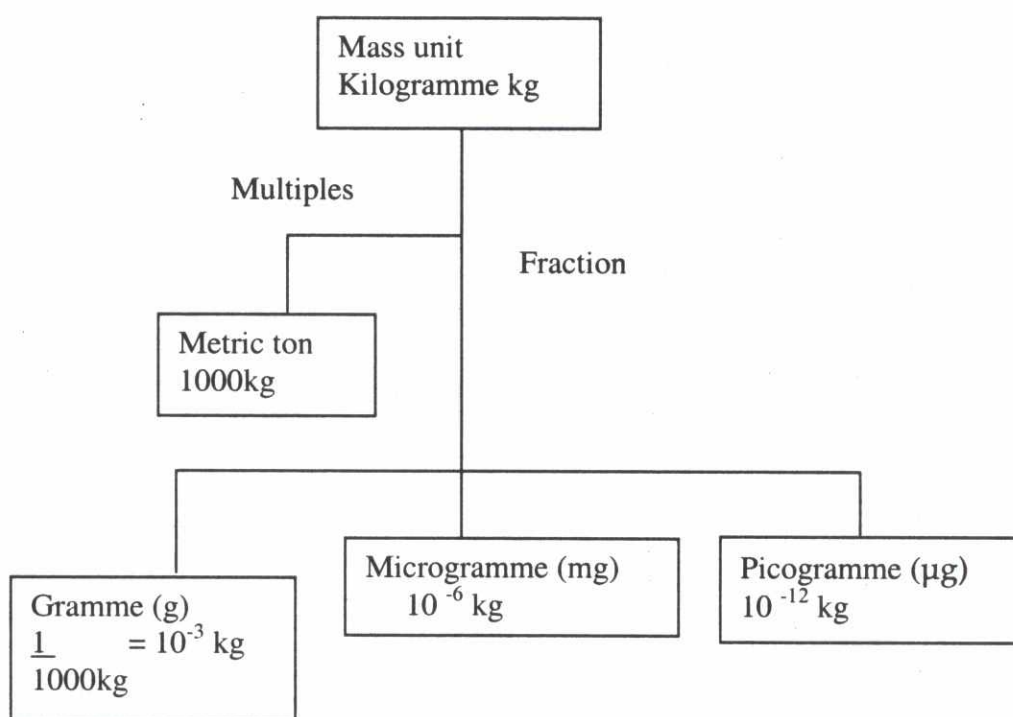 Mass unit
Kilogramme kg
Multiples
Fraction
Metric ton
1000kg
Gramme (g)
1 = 10⁻³ kg
1000kg
Microgramme (mg)
10⁻⁶ kg
Picogramme (µg)
10⁻¹² kg